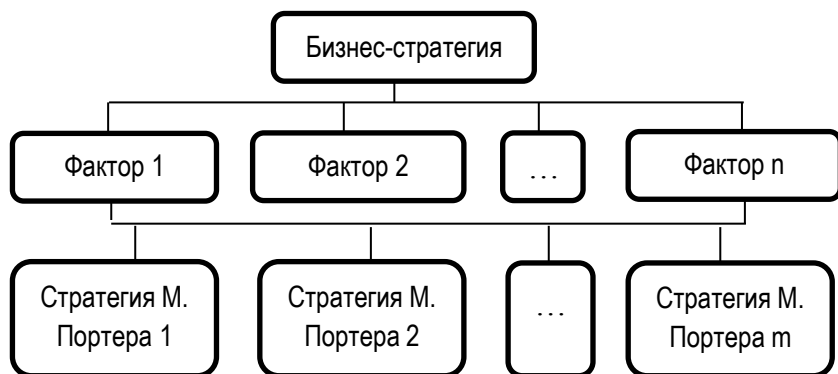 Бизнес-стратегия
Фактор 1
Фактор 2
...
Фактор n
Стратегия М.
Портера 1
Стратегия М.
Портера 2
...
Стратегия М.
Портера m